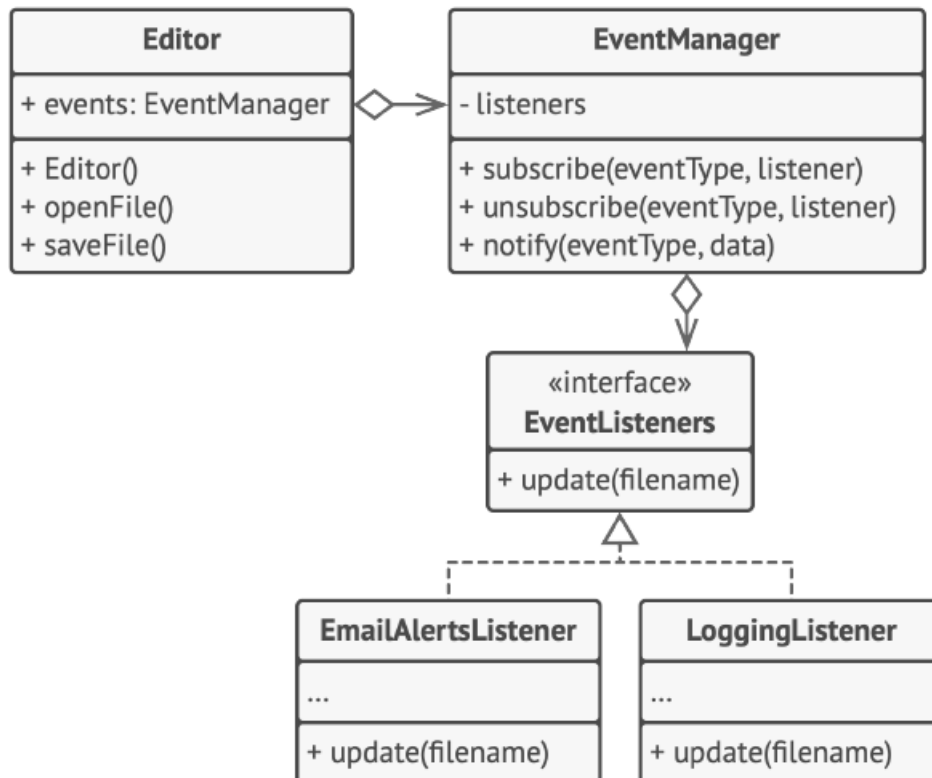 Editor
+ events: EventManager
+ Editor()
+ openFile()
+ saveFile()
EventManager
- listeners
+ subscribe(eventType, listener)
+ unsubscribe(eventType, listener)
+ notify(eventType, data)
«interface»
EventListeners
+ update(filename)
EmailAlertsListener
...
+ update(filename)
LoggingListener
...
+ update(filename)